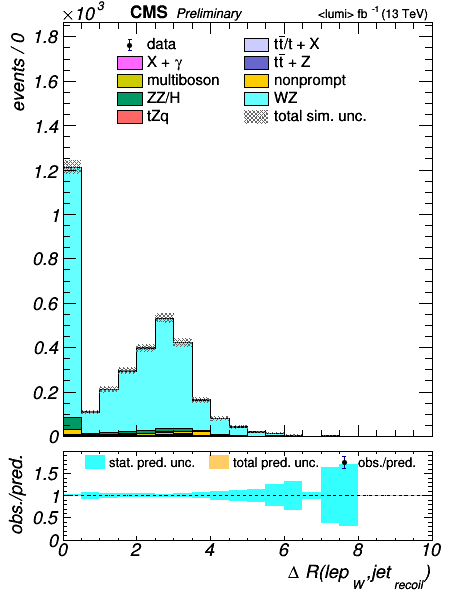 ×10³ CMS Preliminary <lumi> fb ⁻¹ (13 TeV)
events / 0
1.8
1.6
1.4
1.2
1
0.8
0.6
0.4
0.2
0
data
X + γ
multiboson
ZZ/H
tZq
tt̄/t + X
tt̄ + Z
nonprompt
WZ
total sim. unc.
obs./pred.
1.5
1
0.5
0
stat. pred. unc. total pred. unc. obs./pred.
0 2 4 6 8 10
Δ R(lep_W,jet_recoil)